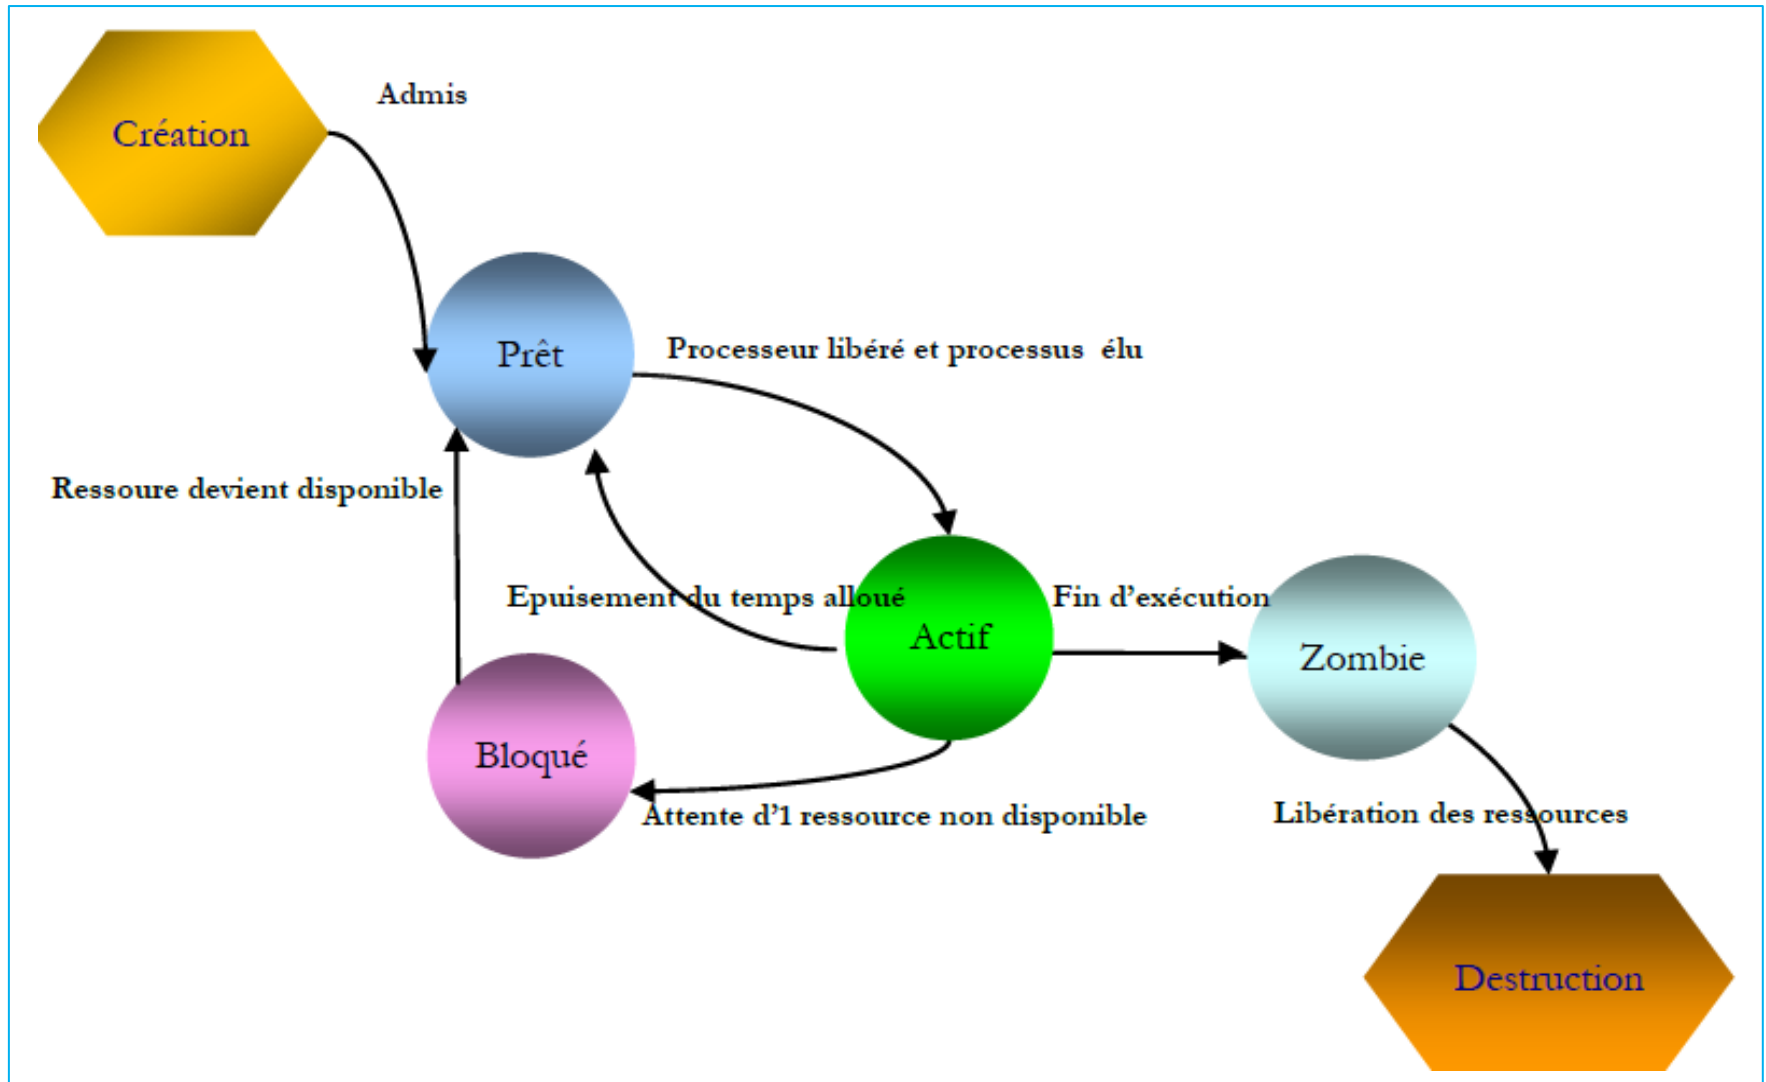 Admis
Création
Prêt
Processeur libéré et processus élu
Ressoure devient disponible
Epuisement du temps alloué
Fin d’exécution
Actif
Zombie
Bloqué
Attente d’1 ressource non disponible
Libération des ressources
Destruction